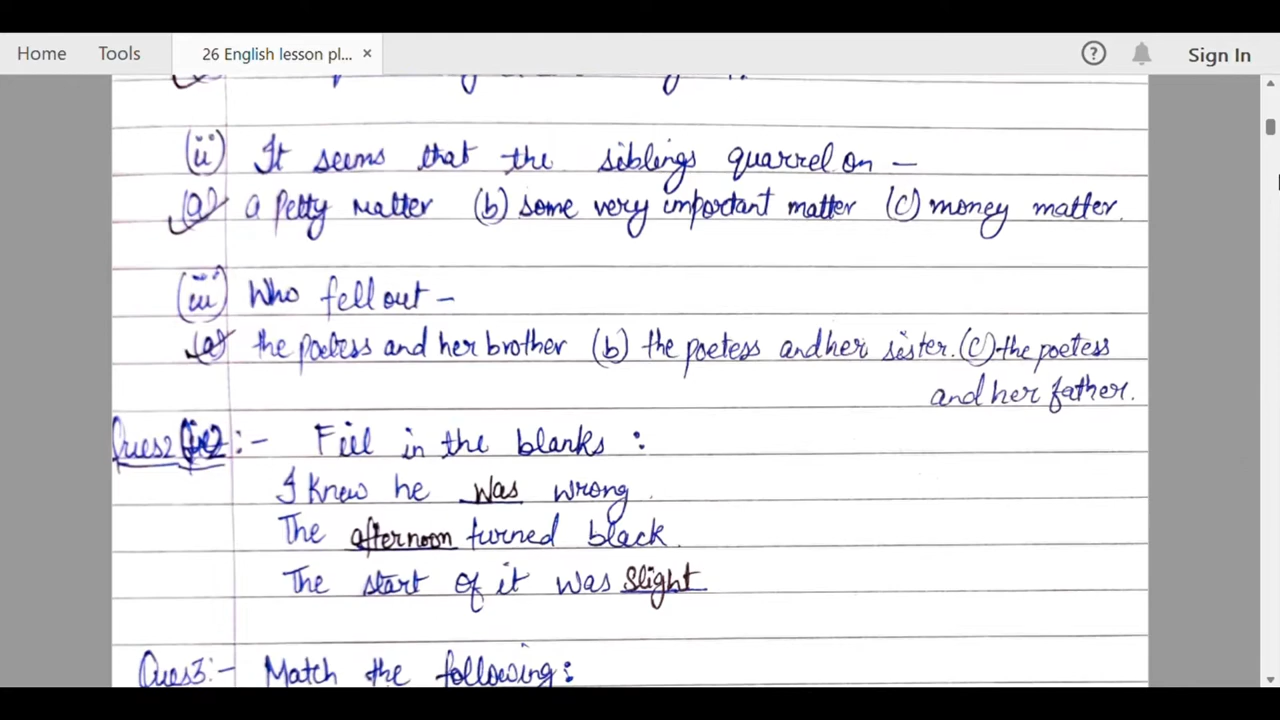 Home Tools 26 English lesson pl... × ? Sign In
(ii) It seems that the siblings quarrel on –
(a) a Petty matter (b) some very important matter (c) money matter.
(iii) Who fell out –
(a) the poetess and her brother (b) the poetess and her sister. (c) the poetess
and her father.
Ques2 :- Fill in the blanks :
I Knew he was wrong.
The afternoon turned black.
The start of it was slight
Ques3:- Match the following: